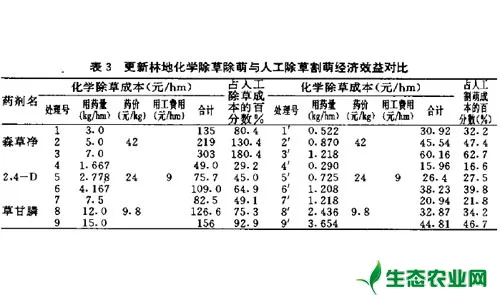 表3 更新林地化学除草除萌与人工除草割萌经济效益对比
药剂名 化学除草成本(元/hm) 占人工除草成本的百分数% 化学除草成本(元/hm) 占人工割萌成本的百分数(%)
处理号 用药量(kg/hm) 药价(元/kg) 用工费用(元/hm) 合计 处理号 用药量(kg/hm) 药价(元/kg) 用工费用(元/hm) 合计
1 3.0 135 80.4 1′ 0.522 30.92 32.2
森草净 2 5.0 42 219 130.4 2′ 0.870 42 45.54 47.4
3 7.0 303 180.4 3′ 1.218 60.16 62.7
4 1.667 49.0 29.2 4′ 0.290 15.96 16.6
2,4-D 5 2.778 24 9 75.7 45.0 5′ 0.725 24 9 26.4 27.5
6 4.167 109.0 64.9 6′ 1.208 38.23 39.8
7 7.5 82.5 49.1 7′ 1.218 20.94 21.8
草甘膦 8 12.0 9.8 126.6 75.3 8′ 2.436 9.8 32.87 34.2
9 15.0 156 92.9 9′ 3.654 44.81 46.7
生态农业网